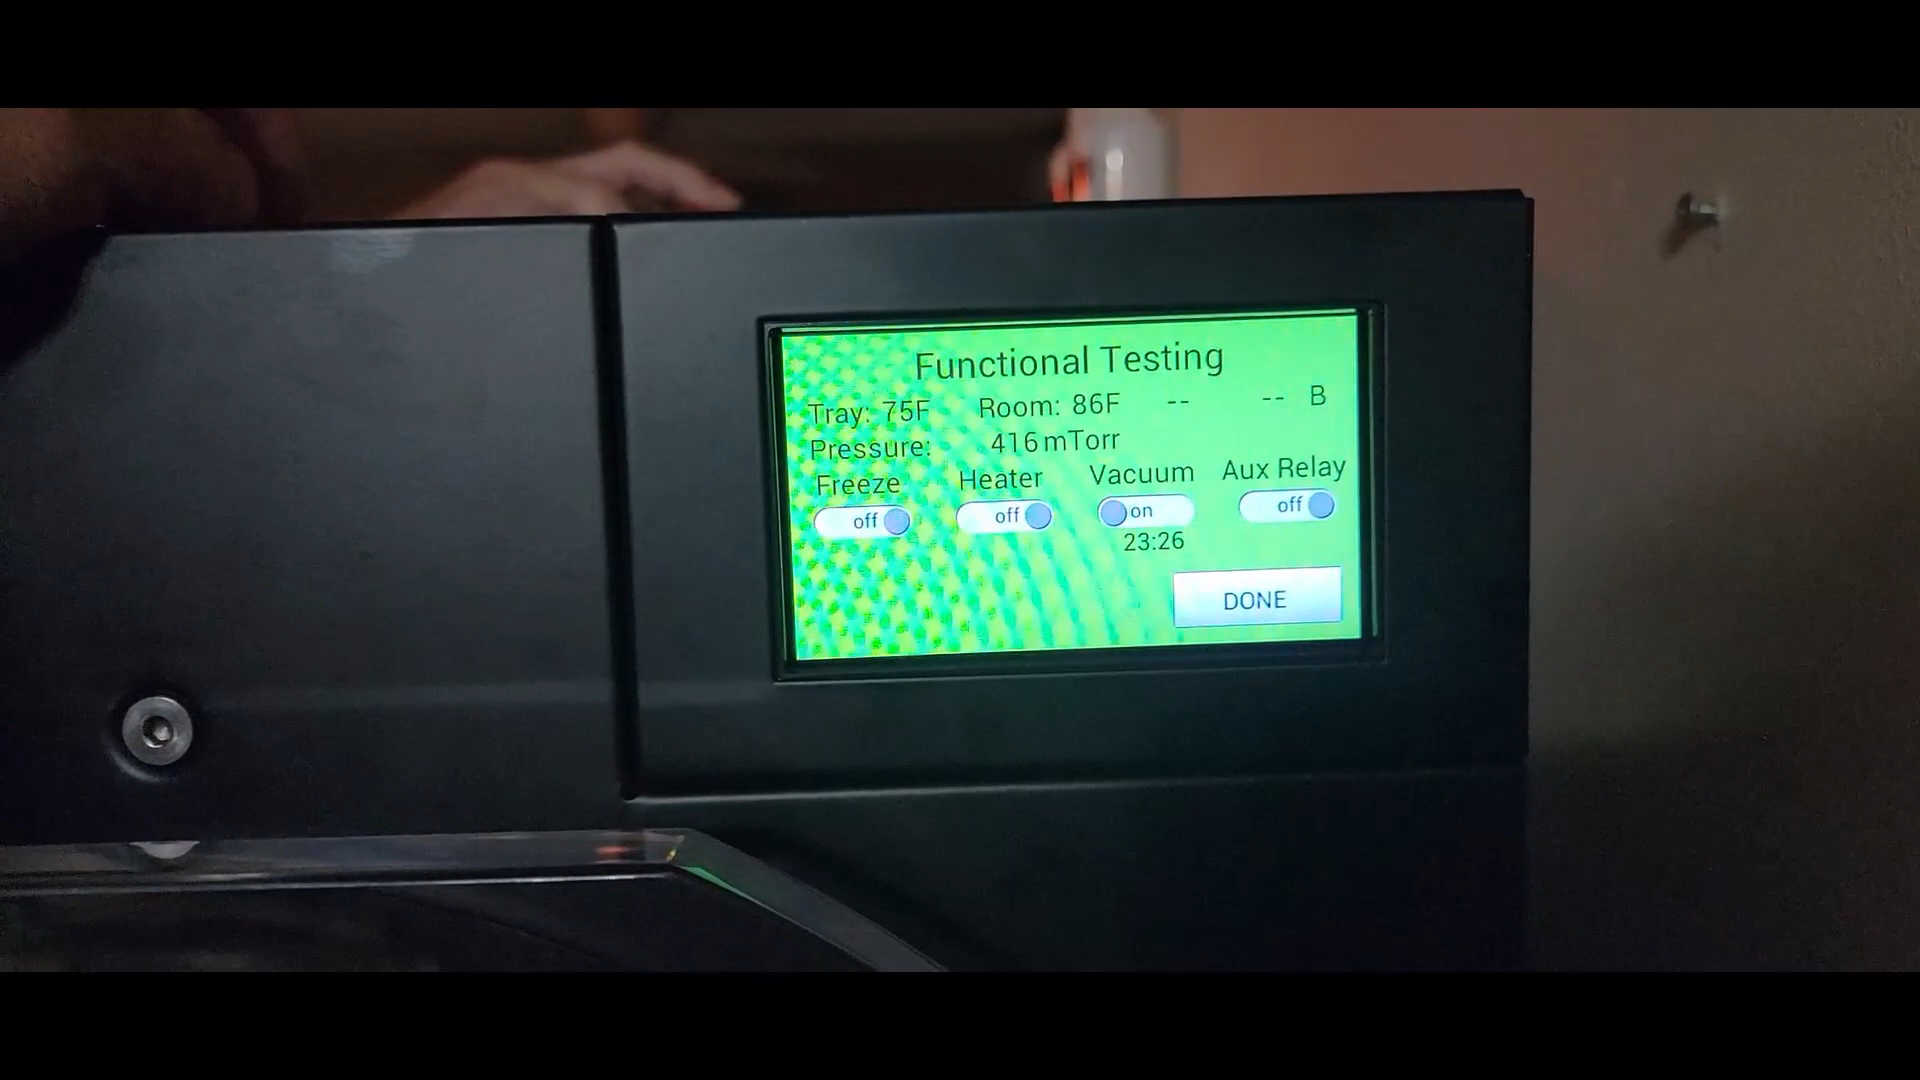 Functional Testing
Tray: 75F Room: 86F -- -- B
Pressure: 416 mTorr
Freeze Heater Vacuum Aux Relay
off off on off
23:26
DONE